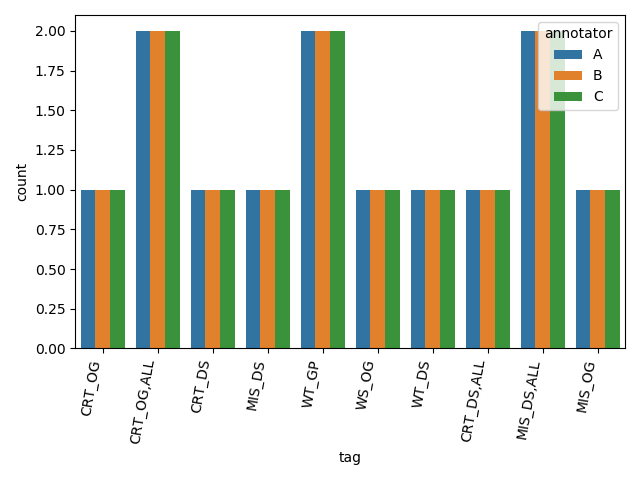 annotator
A
B
C
2.00
1.75
1.50
1.25
1.00
0.75
0.50
0.25
0.00
count
CRT_OG
CRT_OG,ALL
CRT_DS
MIS_DS
WT_GP
WS_OG
WT_DS
CRT_DS,ALL
MIS_DS,ALL
MIS_OG
tag